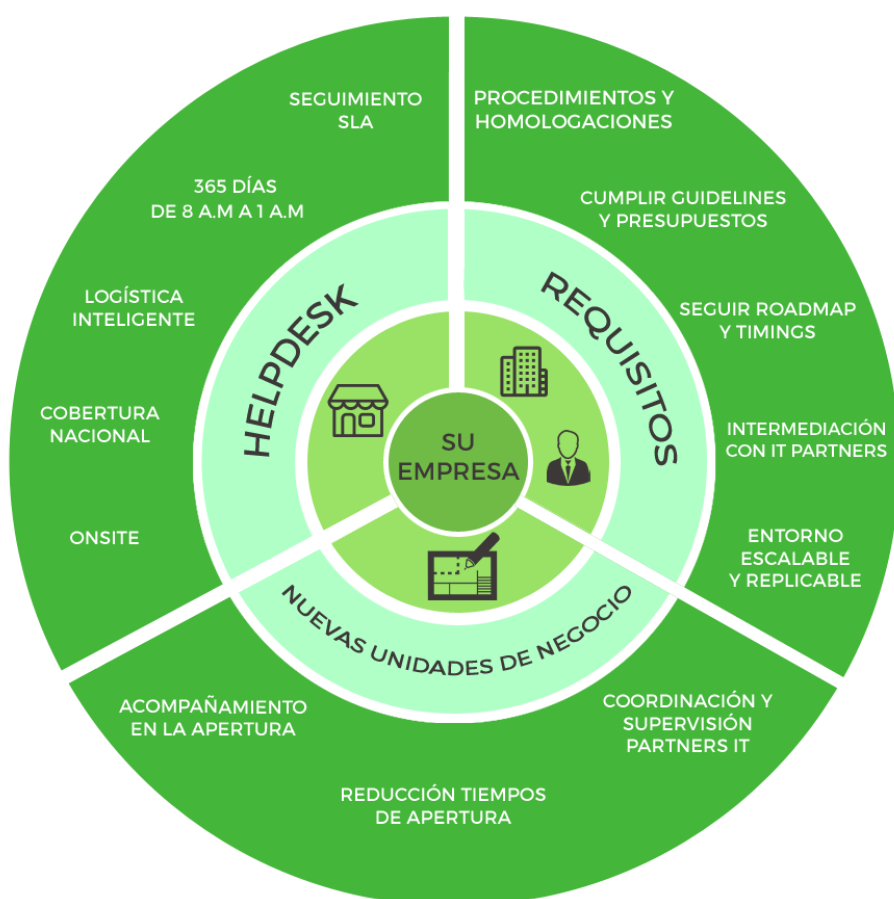 SU
EMPRESA
HELPDESK
SEGUIMIENTO
SLA
365 DÍAS
DE 8 A.M A 1 A.M
LOGÍSTICA
INTELIGENTE
COBERTURA
NACIONAL
ONSITE
REQUISITOS
PROCEDIMIENTOS Y
HOMOLOGACIONES
CUMPLIR GUIDELINES
Y PRESUPUESTOS
SEGUIR ROADMAP
Y TIMINGS
INTERMEDIACIÓN
CON IT PARTNERS
ENTORNO
ESCALABLE
Y REPLICABLE
NUEVAS UNIDADES DE NEGOCIO
ACOMPAÑAMIENTO
EN LA APERTURA
REDUCCIÓN TIEMPOS
DE APERTURA
COORDINACIÓN Y
SUPERVISIÓN
PARTNERS IT